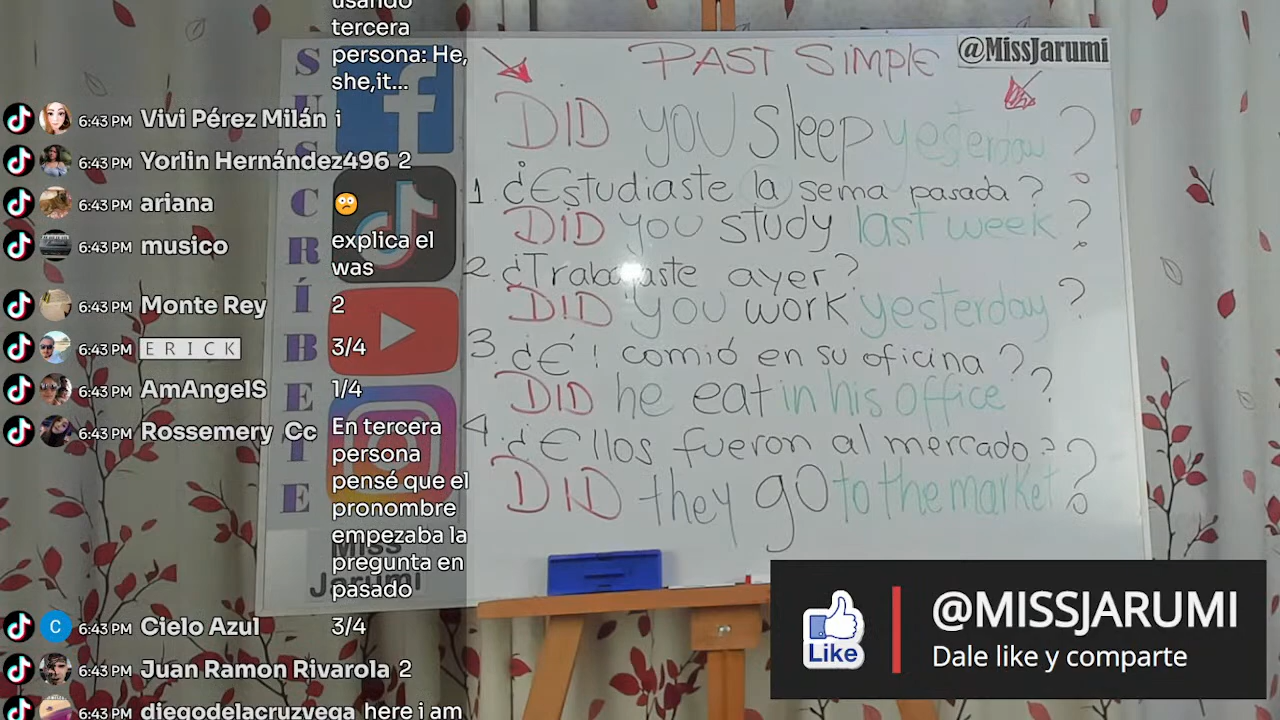 usando
tercera
persona: He,
she,it...
6:43 PM Vivi Pérez Milán i
6:43 PM Yorlin Hernández496 2
6:43 PM ariana 😟
6:43 PM musico explica el
was
6:43 PM Monte Rey 2
6:43 PM ERICK 3/4
6:43 PM AmAngelS 1/4
6:43 PM Rossemery Cc En tercera
persona
pensé que el
pronombre
empezaba la
pregunta en
pasado
C 6:43 PM Cielo Azul 3/4
6:43 PM Juan Ramon Rivarola 2
6:43 PM diegodelacruzvega here i am
SUSCRÍBETE
Miss
Jarumi
PAST SIMPLE
@MissJarumi
DID you sleep yesterday?
1. ¿Estudiaste la sema pasada?
DID you study last week?
2. ¿Trabajaste ayer?
DID you work yesterday?
3. ¿Él comió en su oficina?
DID he eat in his office?
4. ¿Ellos fueron al mercado?
DID they go to the market?
Like
@MISSJARUMI
Dale like y comparte